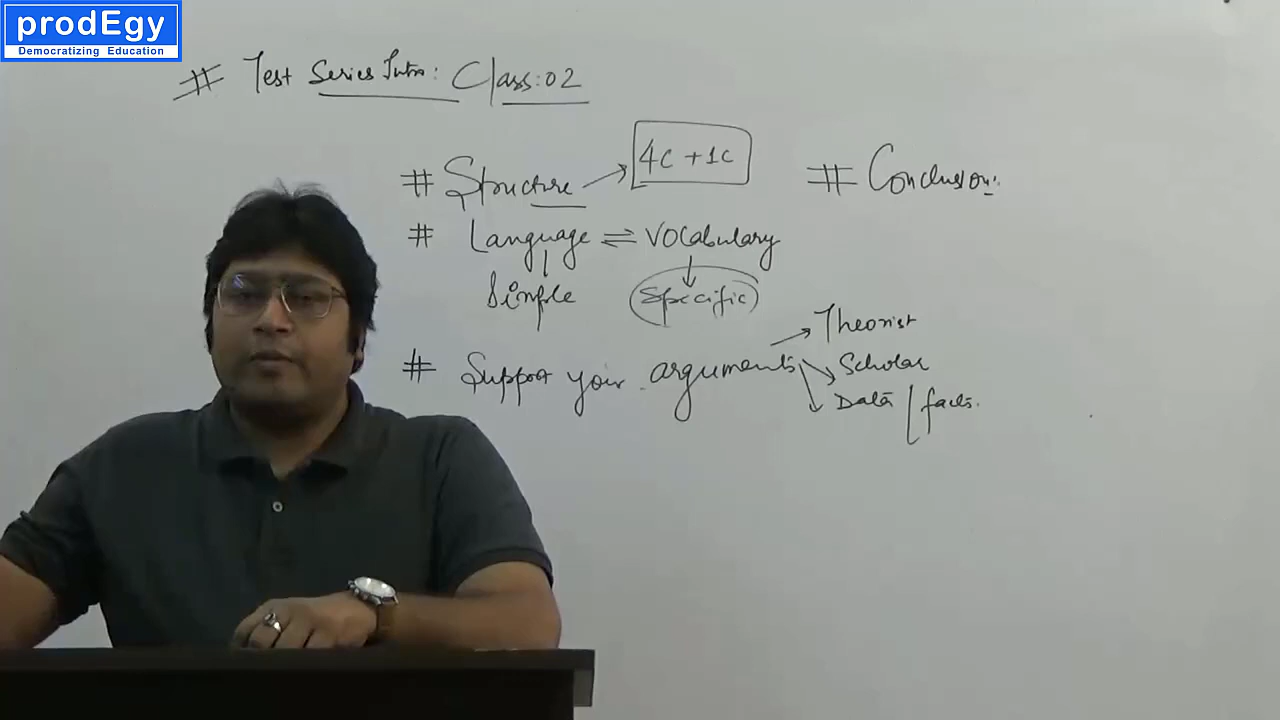 prodEgy
Democratizing Education
# Test Series Intro: Class:02
# Structure → 4C + 1C
# Conclusion:
# Language ⇌ Vocabulary
Simple
Specific
# Support your arguments
Theorist
Scholar
Data / facts.